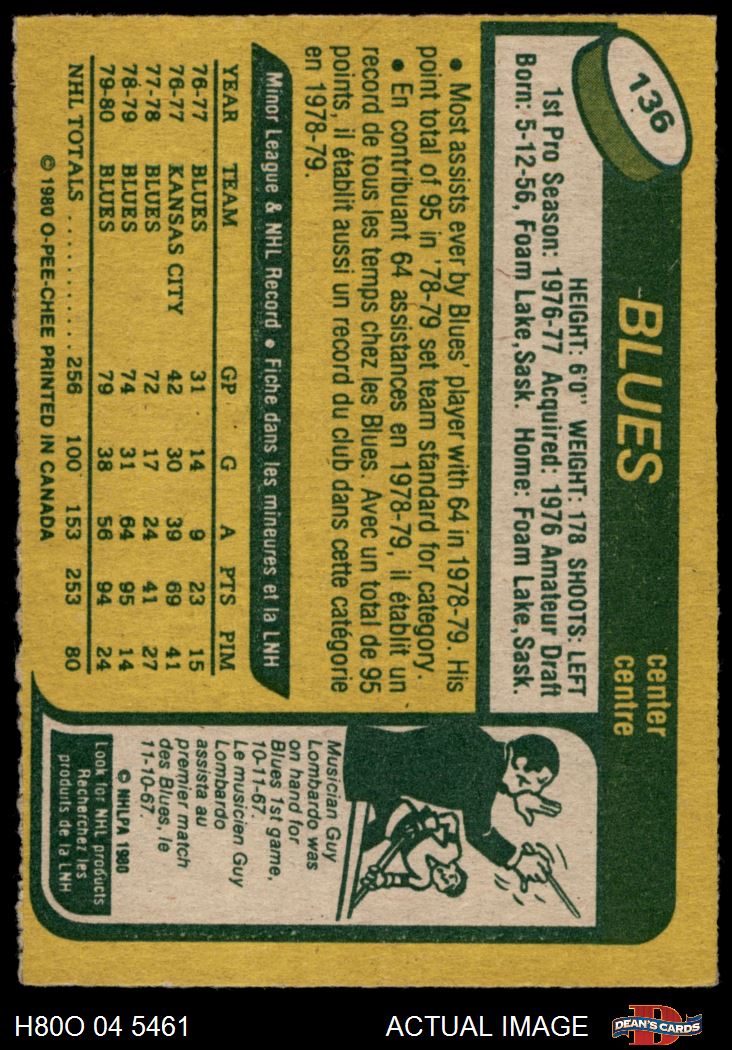 136
BLUES
center
centre
HEIGHT: 6'0" WEIGHT: 178 SHOOTS: LEFT
1st Pro Season: 1976-77 Acquired: 1976 Amateur Draft
Born: 5-12-56, Foam Lake, Sask. Home: Foam Lake, Sask.
• Most assists ever by Blues' player with 64 in 1978-79. His
point total of 95 in '78-79 set team standard for category.
• En contribuant 64 assistances en 1978-79, il établit un
record de tous les temps chez les Blues. Avec un total de 95
points, il établit aussi un record du club dans cette catégorie
en 1978-79.
Minor League & NHL Record • Fiche dans les mineures et la LNH
YEAR TEAM GP G A PTS PIM
76-77 BLUES 31 14 9 23 15
76-77 KANSAS CITY 42 30 39 69 41
77-78 BLUES 72 17 24 41 27
78-79 BLUES 74 31 64 95 14
79-80 BLUES 79 38 56 94 24
NHL TOTALS .......... 256 100 153 253 80
© 1980 O-PEE-CHEE PRINTED IN CANADA
Musician Guy
Lombardo was
on hand for
Blues 1st game,
10-11-67.
Le musicien Guy
Lombardo
assista au
premier match
des Blues, le
11-10-67.
© NHLPA 1980
Look for NHL products
Recherchez les
produits de la LNH
H80O 04 5461
ACTUAL IMAGE
D
DEAN'S CARDS